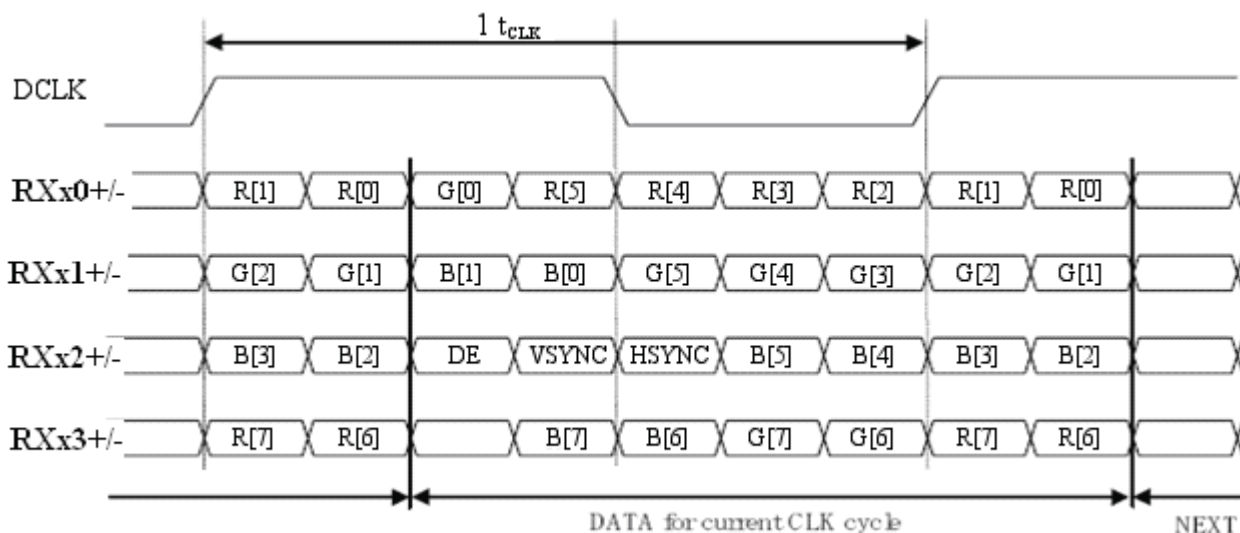 1 tCLK
DCLK
RXx0+/- R[1] R[0] G[0] R[5] R[4] R[3] R[2] R[1] R[0]
RXx1+/- G[2] G[1] B[1] B[0] G[5] G[4] G[3] G[2] G[1]
RXx2+/- B[3] B[2] DE VSYNC HSYNC B[5] B[4] B[3] B[2]
RXx3+/- R[7] R[6] B[7] B[6] G[7] G[6] R[7] R[6]
DATA for current CLK cycle NEXT